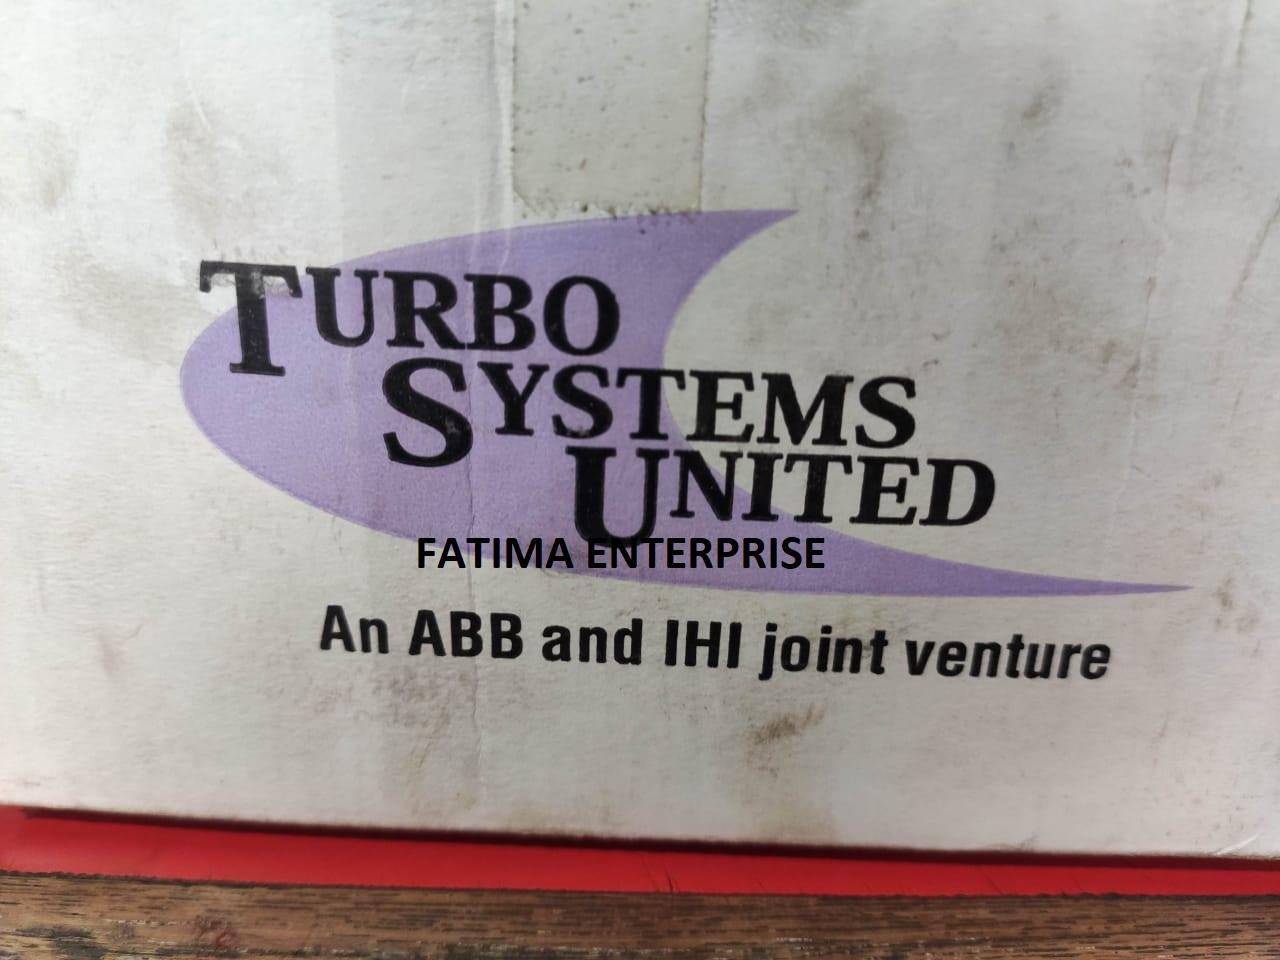 TURBO
SYSTEMS
UNITED
FATIMA ENTERPRISE
An ABB and IHI joint venture